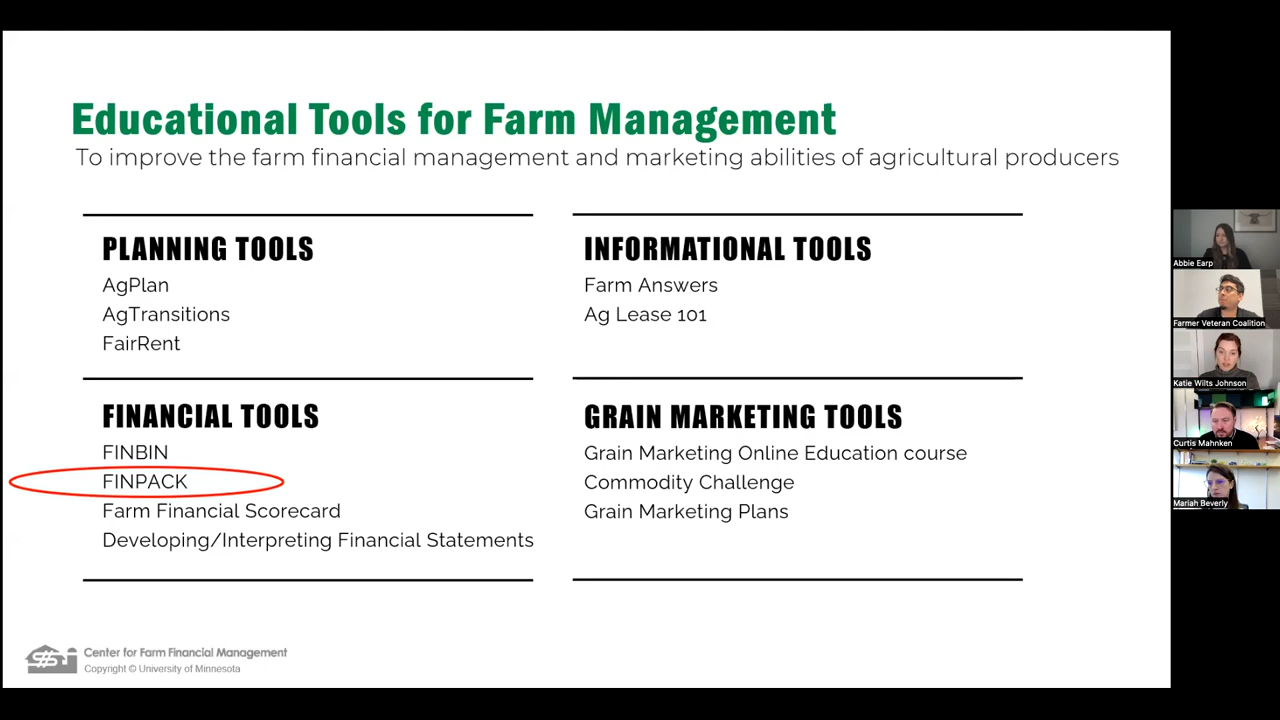 Educational Tools for Farm Management
To improve the farm financial management and marketing abilities of agricultural producers
PLANNING TOOLS
AgPlan
AgTransitions
FairRent
INFORMATIONAL TOOLS
Farm Answers
Ag Lease 101
FINANCIAL TOOLS
FINBIN
FINPACK
Farm Financial Scorecard
Developing/Interpreting Financial Statements
GRAIN MARKETING TOOLS
Grain Marketing Online Education course
Commodity Challenge
Grain Marketing Plans
Center for Farm Financial Management
Copyright © University of Minnesota
Abbie Earp
Farmer Veteran Coalition
Katie Wilts Johnson
Curtis Mahnken
Mariah Beverly